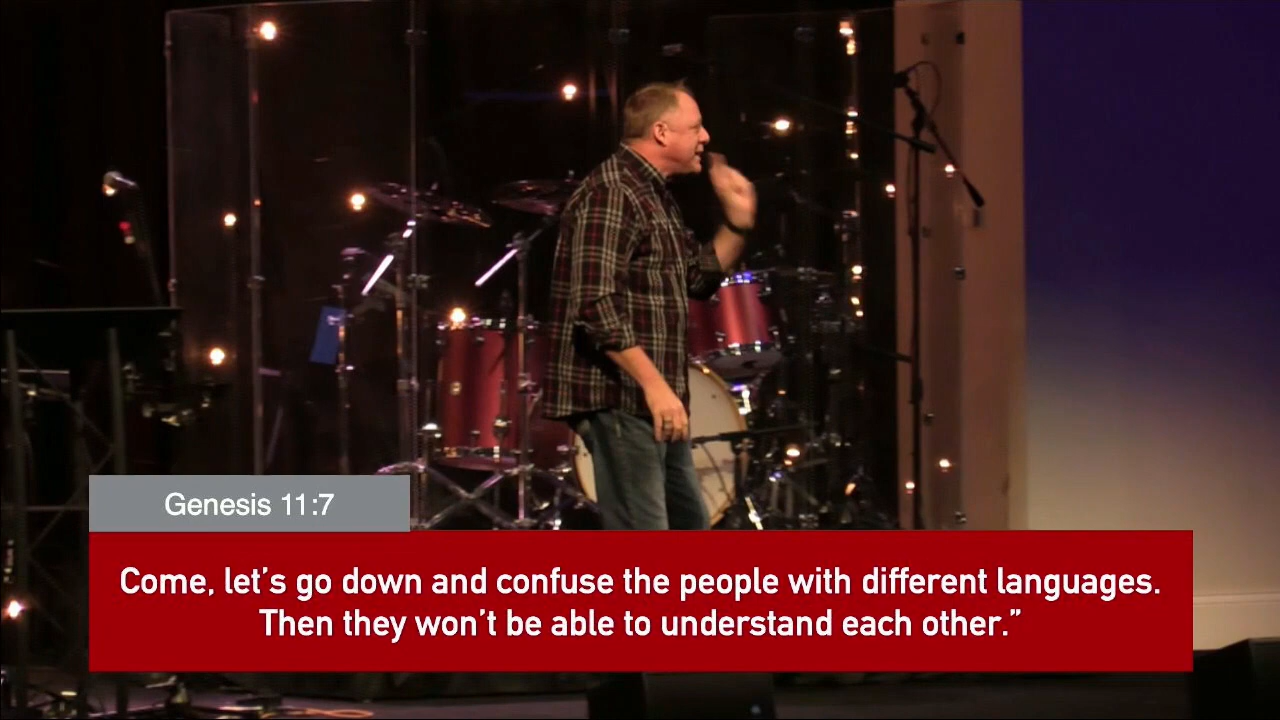 Genesis 11:7
Come, let's go down and confuse the people with different languages.
Then they won't be able to understand each other.”